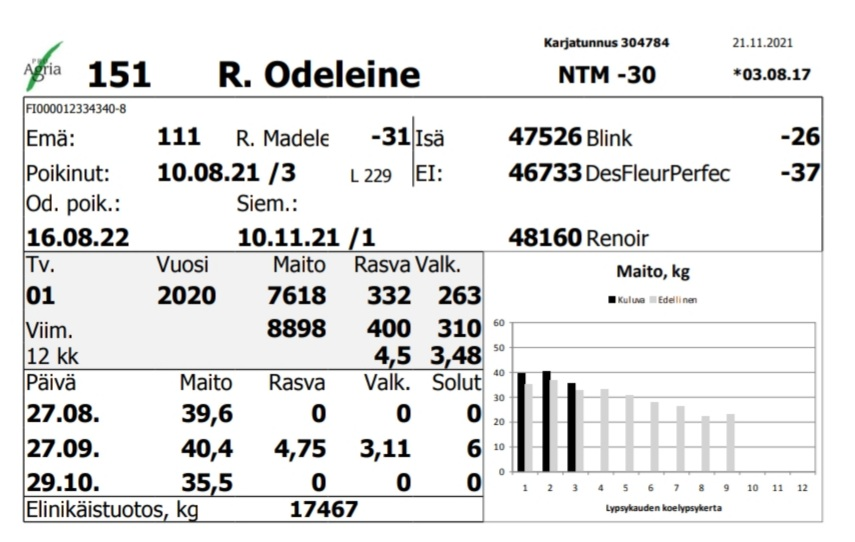 Karjatunnus 304784 21.11.2021
Agria 151 R. Odeleine NTM -30 *03.08.17
FI000012334340-8
Emä: 111 R. Madele -31 Isä 47526 Blink -26
Poikinut: 10.08.21 /3 L 229 EI: 46733 DesFleurPerfec -37
Od. poik.: Siem.:
16.08.22 10.11.21 /1 48160 Renoir
Tv. Vuosi Maito Rasva Valk.
01 2020 7618 332 263
Viim. 8898 400 310
12 kk 4,5 3,48
Päivä Maito Rasva Valk. Solut
27.08. 39,6 0 0 0
27.09. 40,4 4,75 3,11 6
29.10. 35,5 0 0 0
Elinikäistuotos, kg 17467
Maito, kg
Kuluva Edellinen
60
50
40
30
20
10
0
1 2 3 4 5 6 7 8 9 10 11 12
Lypsykauden koelypsykerta